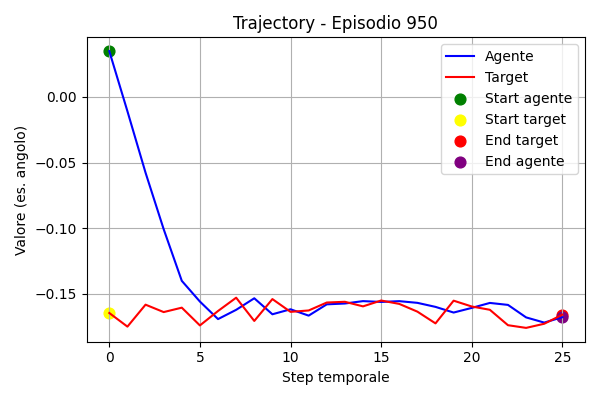 Trajectory - Episodio 950
Agente
Target
Start agente
Start target
End target
End agente
Valore (es. angolo)
0.00
−0.05
−0.10
−0.15
0
5
10
15
20
25
Step temporale